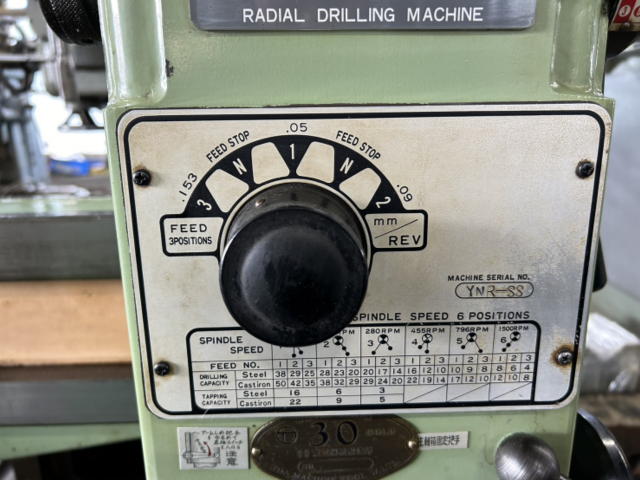 RADIAL DRILLING MACHINE
.05
FEED STOP
FEED STOP
.153
.09
3 N 1 N 2
FEED
3POSITIONS
mm
REV
MACHINE SERIAL NO.
YNR-SS
SPINDLE SPEED 6 POSITIONS
SPINDLE SPEED
280RPM 455RPM 796RPM 1500RPM
2 3 4 5 6
FEED NO. 1 2 3 1 2 3 1 2 3 1 2 3 1 2 3 1 2 3
DRILLING CAPACITY
Steel 38 29 25 28 23 20 20 17 14 16 12 10 10 9 8 8 6 4
Castiron 50 42 35 38 32 29 29 24 20 22 19 14 17 12 10 12 10 8
TAPPING CAPACITY
Steel 16 6 3
Castiron 22 9 5
30
注意